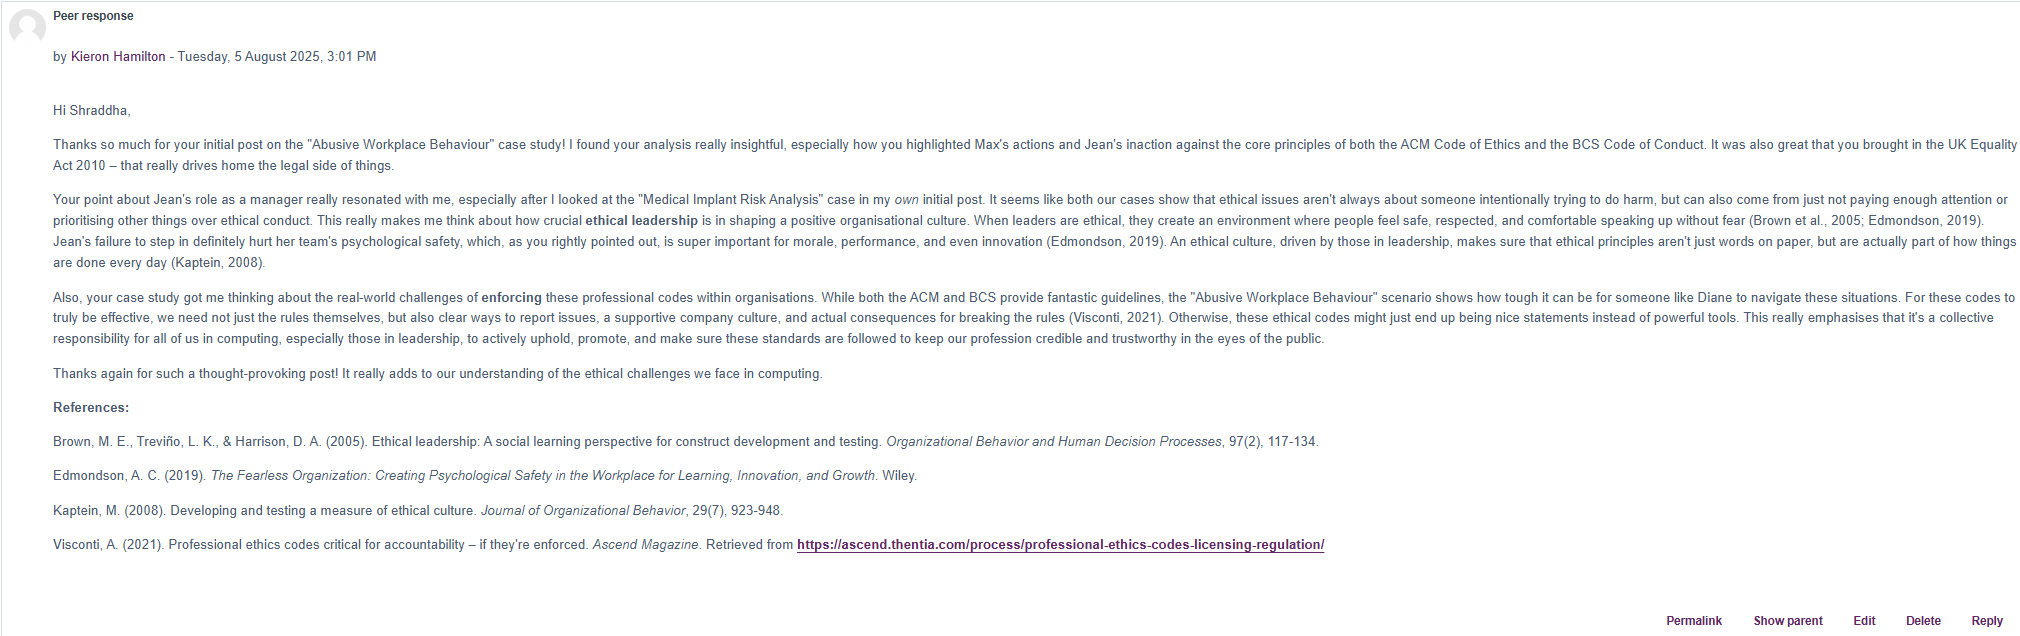 Peer response
by Kieron Hamilton - Tuesday, 5 August 2025, 3:01 PM
Hi Shraddha,
Thanks so much for your initial post on the "Abusive Workplace Behaviour" case study! I found your analysis really insightful, especially how you highlighted Max's actions and Jean's inaction against the core principles of both the ACM Code of Ethics and the BCS Code of Conduct. It was also great that you brought in the UK Equality
Act 2010 – that really drives home the legal side of things.
Your point about Jean's role as a manager really resonated with me, especially after I looked at the "Medical Implant Risk Analysis" case in my own initial post. It seems like both our cases show that ethical issues aren't always about someone intentionally trying to do harm, but can also come from just not paying enough attention or
prioritising other things over ethical conduct. This really makes me think about how crucial ethical leadership is in shaping a positive organisational culture. When leaders are ethical, they create an environment where people feel safe, respected, and comfortable speaking up without fear (Brown et al., 2005; Edmondson, 2019).
Jean's failure to step in definitely hurt her team's psychological safety, which, as you rightly pointed out, is super important for morale, performance, and even innovation (Edmondson, 2019). An ethical culture, driven by those in leadership, makes sure that ethical principles aren't just words on paper, but are actually part of how things
are done every day (Kaptein, 2008).
Also, your case study got me thinking about the real-world challenges of enforcing these professional codes within organisations. While both the ACM and BCS provide fantastic guidelines, the "Abusive Workplace Behaviour" scenario shows how tough it can be for someone like Diane to navigate these situations. For these codes to
truly be effective, we need not just the rules themselves, but also clear ways to report issues, a supportive company culture, and actual consequences for breaking the rules (Visconti, 2021). Otherwise, these ethical codes might just end up being nice statements instead of powerful tools. This really emphasises that it's a collective
responsibility for all of us in computing, especially those in leadership, to actively uphold, promote, and make sure these standards are followed to keep our profession credible and trustworthy in the eyes of the public.
Thanks again for such a thought-provoking post! It really adds to our understanding of the ethical challenges we face in computing.
References:
Brown, M. E., Treviño, L. K., & Harrison, D. A. (2005). Ethical leadership: A social learning perspective for construct development and testing. Organizational Behavior and Human Decision Processes, 97(2), 117-134.
Edmondson, A. C. (2019). The Fearless Organization: Creating Psychological Safety in the Workplace for Learning, Innovation, and Growth. Wiley.
Kaptein, M. (2008). Developing and testing a measure of ethical culture. Journal of Organizational Behavior, 29(7), 923-948.
Visconti, A. (2021). Professional ethics codes critical for accountability – if they're enforced. Ascend Magazine. Retrieved from https://ascend.thentia.com/process/professional-ethics-codes-licensing-regulation/
Permalink Show parent Edit Delete Reply